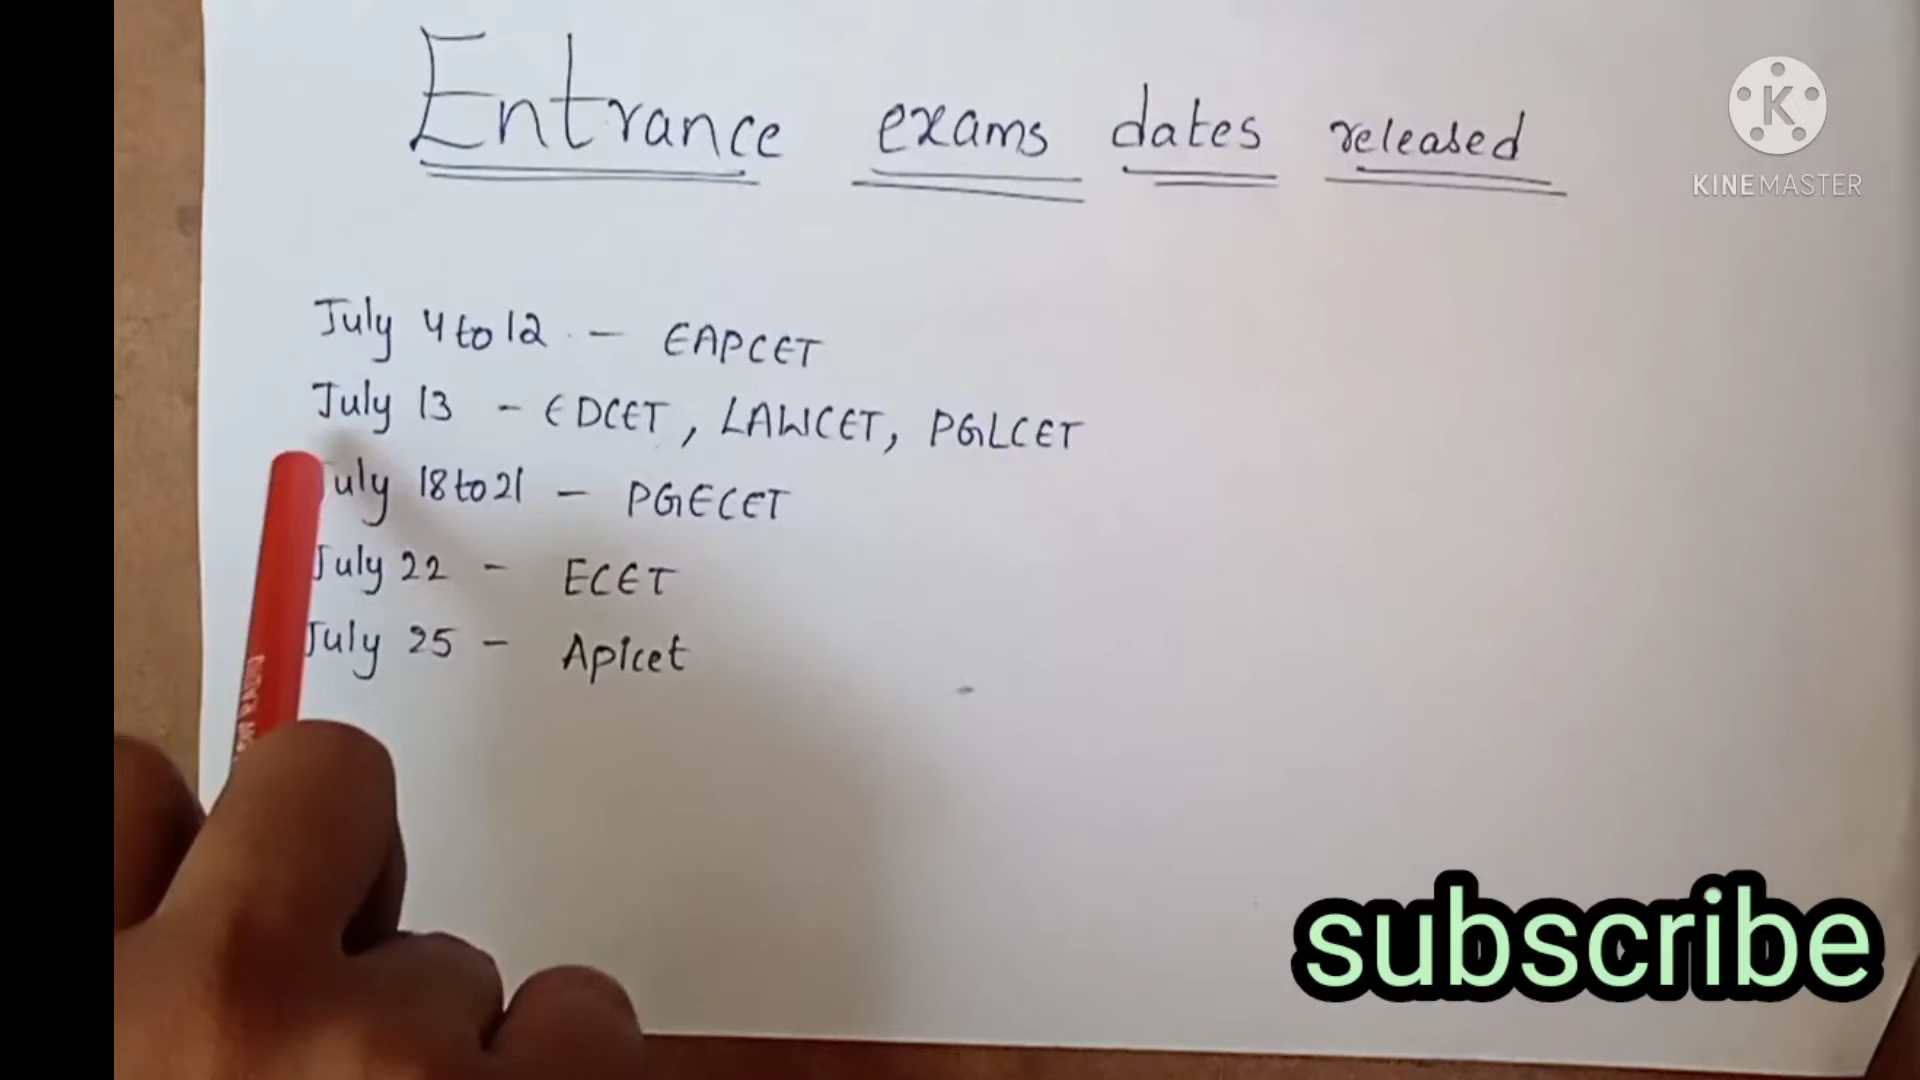 Entrance exams dates released
KINEMASTER
July 4 to 12 - EAPCET
July 13 - EDCET, LAWCET, PGLCET
July 18 to 21 - PGECET
July 22 - ECET
July 25 - Apicet
subscribe